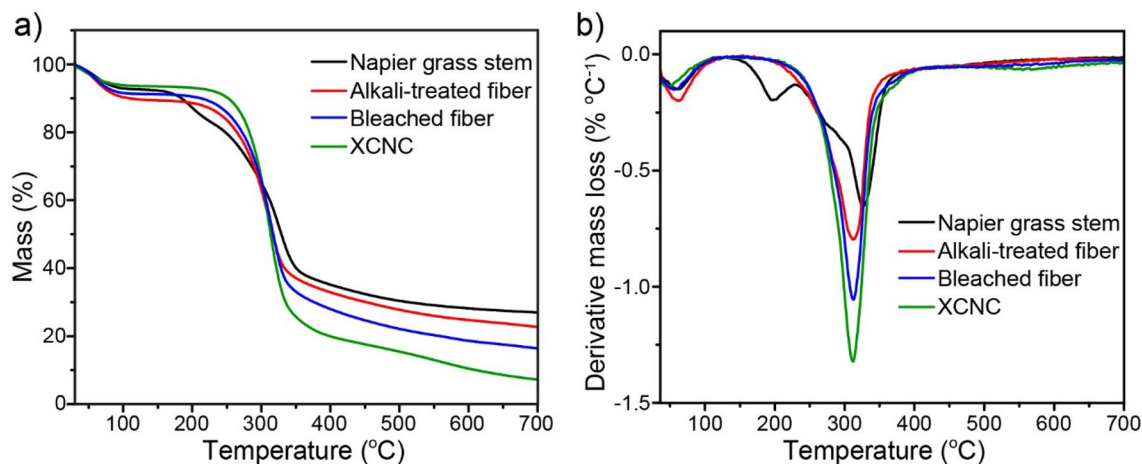 a)
Mass (%)
100
80
60
40
20
0
Napier grass stem
Alkali-treated fiber
Bleached fiber
XCNC
100 200 300 400 500 600 700
Temperature (°C)
b)
Derivative mass loss (% °C⁻¹)
0.0
-0.5
-1.0
-1.5
Napier grass stem
Alkali-treated fiber
Bleached fiber
XCNC
100 200 300 400 500 600 700
Temperature (°C)